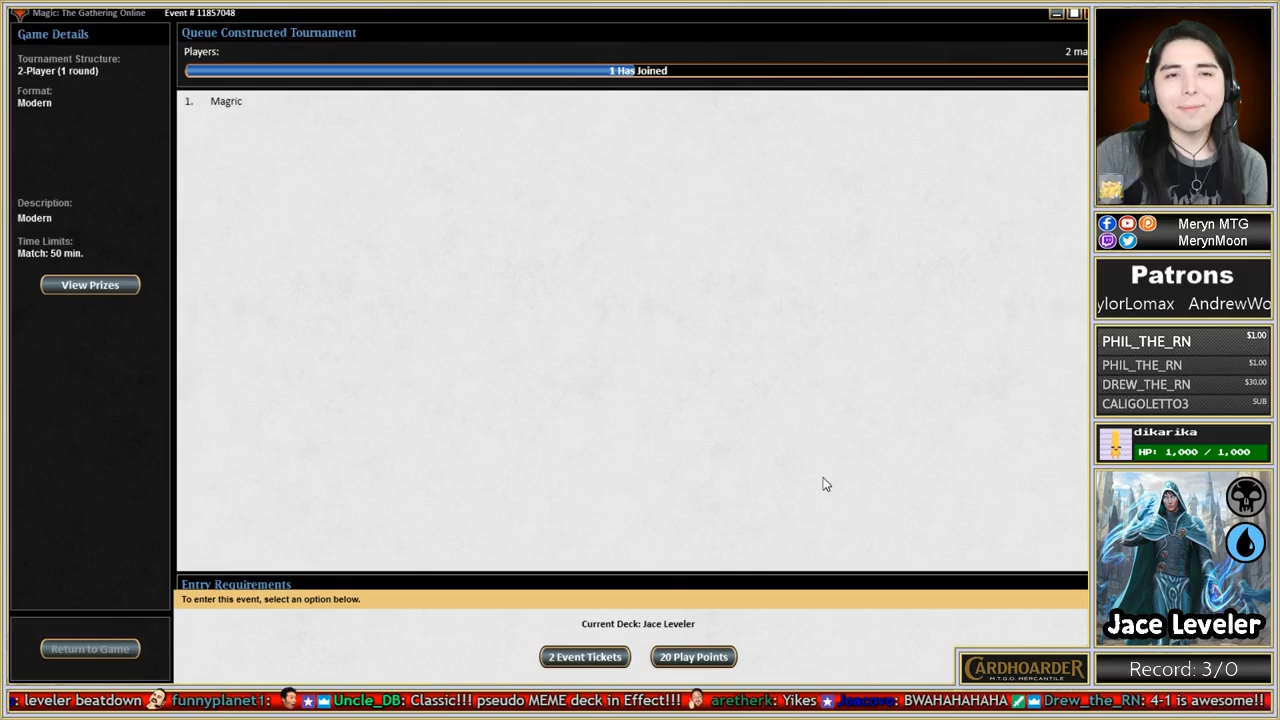 Magic: The Gathering Online
Event # 11857048
Game Details
Tournament Structure:
2-Player (1 round)
Format:
Modern
Description:
Modern
Time Limits:
Match: 50 min.
View Prizes
Return to Game
Queue Constructed Tournament
Players:
2 ma
1 Has Joined
1. Magric
Entry Requirements
To enter this event, select an option below.
Current Deck: Jace Leveler
2 Event Tickets
20 Play Points
CARDHOARDER
M.T.G.O. MERCANTILE
Meryn MTG
MerynMoon
Patrons
ylorLomax AndrewWo
PHIL_THE_RN $1.00
PHIL_THE_RN $1.00
DREW_THE_RN $30.00
CALIGOLETTO3 SUB
dikarika
HP: 1,000 / 1,000
Jace Leveler
Record: 3/0
: leveler beatdown funnyplanet1: Uncle_DB: Classic!!! pseudo MEME deck in Effect!!! aretherk: Yikes BWAHAHAHAHA Drew_the_RN: 4-1 is awesome!!